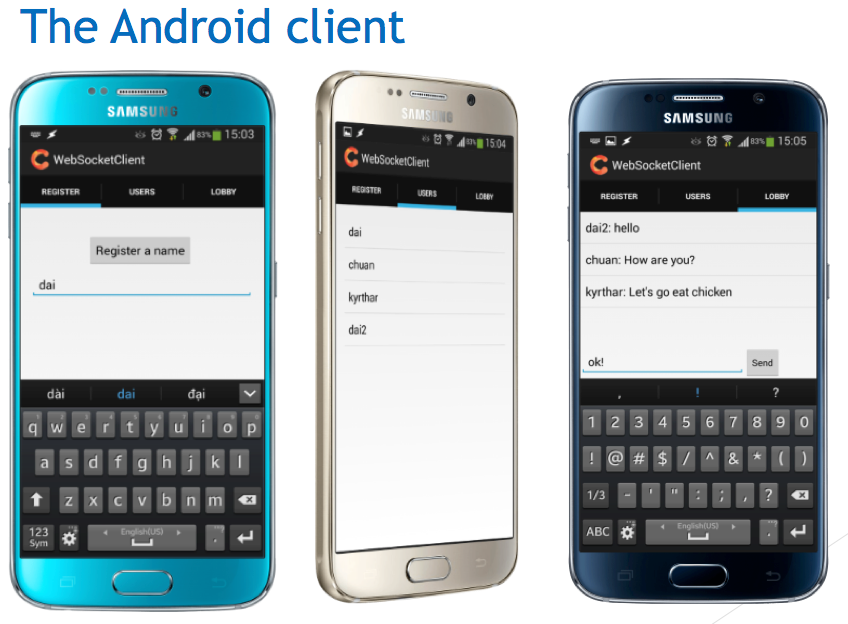 The Android client
SAMSUNG
83% 15:03
WebSocketClient
REGISTER USERS LOBBY
Register a name
dai
dài dai đại
q w e r t y u i o p
a s d f g h j k l
z x c v b n m
123
Sym
English(US)
.
SAMSUNG
83% 15:04
WebSocketClient
REGISTER USERS LOBBY
dai
chuan
kyrthar
dai2
SAMSUNG
83% 15:05
WebSocketClient
REGISTER USERS LOBBY
dai2: hello
chuan: How are you?
kyrthar: Let's go eat chicken
ok! Send
, ! ?
1 2 3 4 5 6 7 8 9 0
! @ # $ / ^ & * ( )
1/3 - ' " : ; , ?
ABC English(US) .